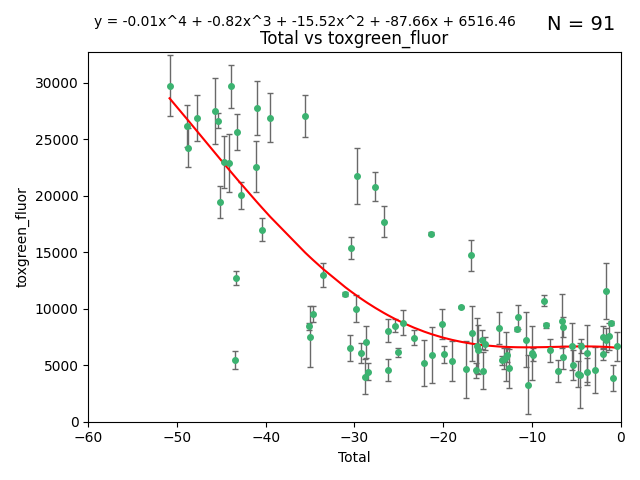 y = -0.01x^4 + -0.82x^3 + -15.52x^2 + -87.66x + 6516.46
N = 91
Total vs toxgreen_fluor
30000
25000
20000
15000
10000
5000
0
toxgreen_fluor
−60
−50
−40
−30
−20
−10
0
Total